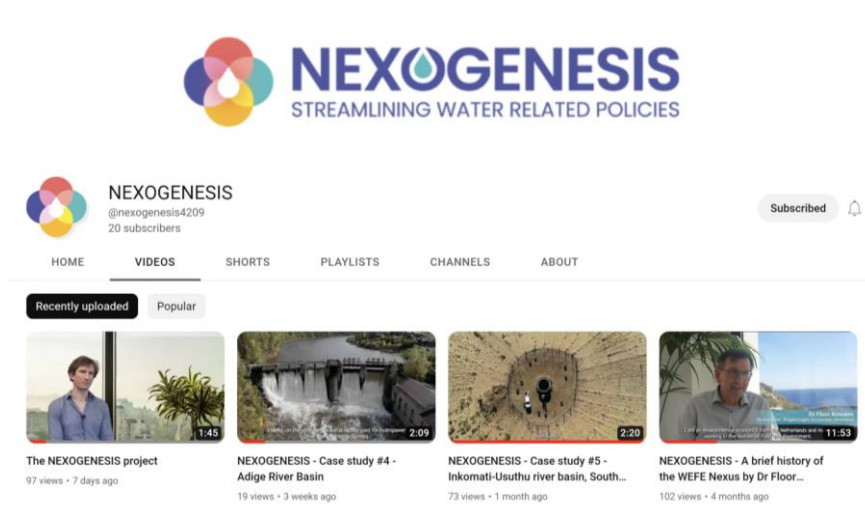 NEXOGENESIS
STREAMLINING WATER RELATED POLICIES
NEXOGENESIS
@nexogenesis4209
20 subscribers
Subscribed
HOME VIDEOS SHORTS PLAYLISTS CHANNELS ABOUT
Recently uploaded Popular
1:45
2:09
2:20
Dr Floor Brouwer
11:53
The NEXOGENESIS project
97 views • 7 days ago
NEXOGENESIS - Case study #4 -
Adige River Basin
19 views • 3 weeks ago
NEXOGENESIS - Case study #5 -
Inkomati-Usuthu river basin, South...
73 views • 1 month ago
NEXOGENESIS - A brief history of
the WEFE Nexus by Dr Floor...
102 views • 4 months ago